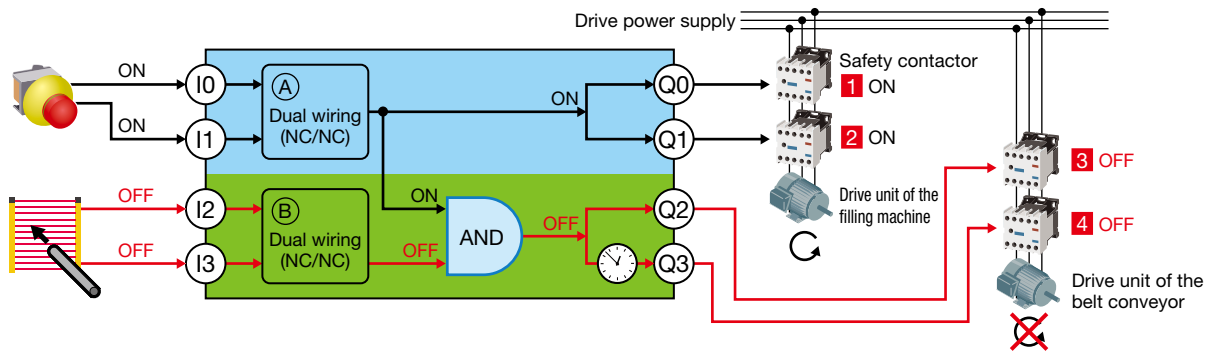 Drive power supply
Safety contactor
ON
I0
A
Dual wiring
(NC/NC)
ON
Q0
1 ON
ON
I1
Q1
2 ON
3 OFF
OFF
I2
B
Dual wiring
(NC/NC)
ON
AND
OFF
Q2
Drive unit of the
filling machine
4 OFF
OFF
I3
OFF
Q3
Drive unit of the
belt conveyor